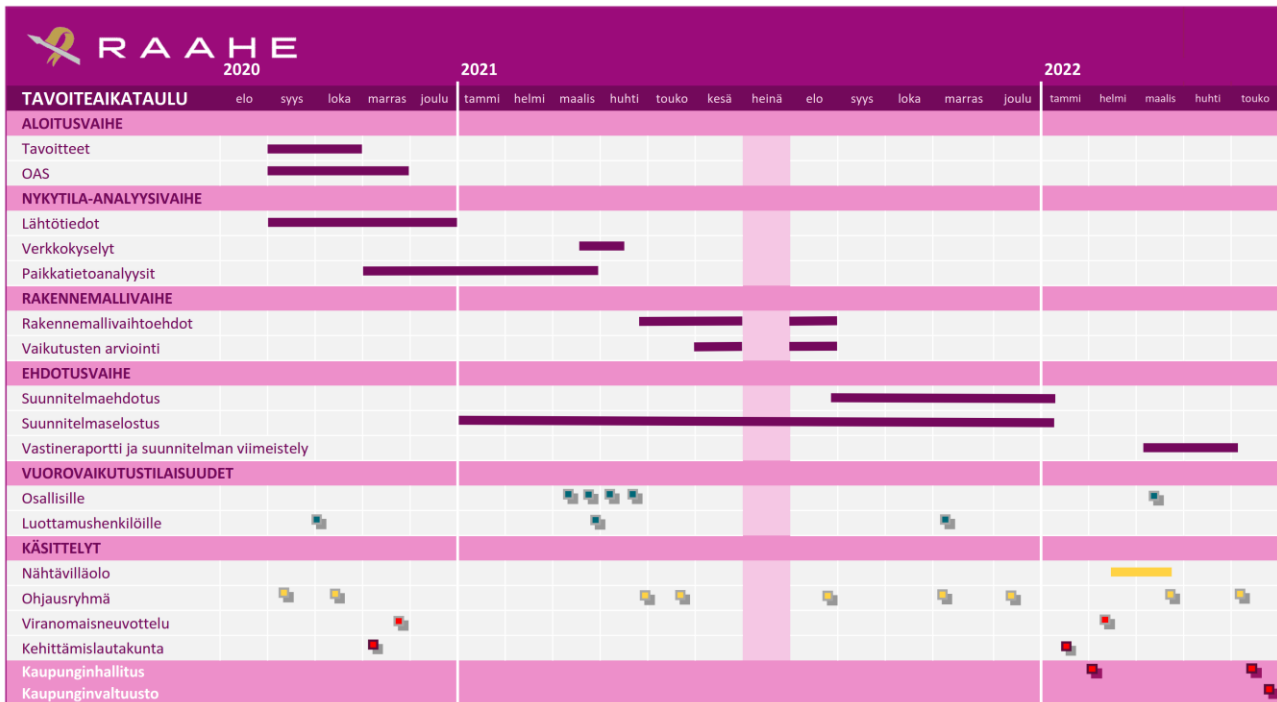 RAAHE
2020 2021 2022
TAVOITEAIKATAULU elo syys loka marras joulu tammi helmi maalis huhti touko kesä heinä elo syys loka marras joulu tammi helmi maalis huhti touko
ALOITUSVAIHE
Tavoitteet
OAS
NYKYTILA-ANALYYSIVAIHE
Lähtötiedot
Verkkokyselyt
Paikkatietoanalyysit
RAKENNEMALLIVAIHE
Rakennemallivaihtoehdot
Vaikutusten arviointi
EHDOTUSVAIHE
Suunnitelmaehdotus
Suunnitelmaselostus
Vastineraportti ja suunnitelman viimeistely
VUOROVAIKUTUSTILAISUUDET
Osallisille
Luottamushenkilöille
KÄSITTELYT
Nähtävilläolo
Ohjausryhmä
Viranomaisneuvottelu
Kehittämislautakunta
Kaupunginhallitus
Kaupunginvaltuusto